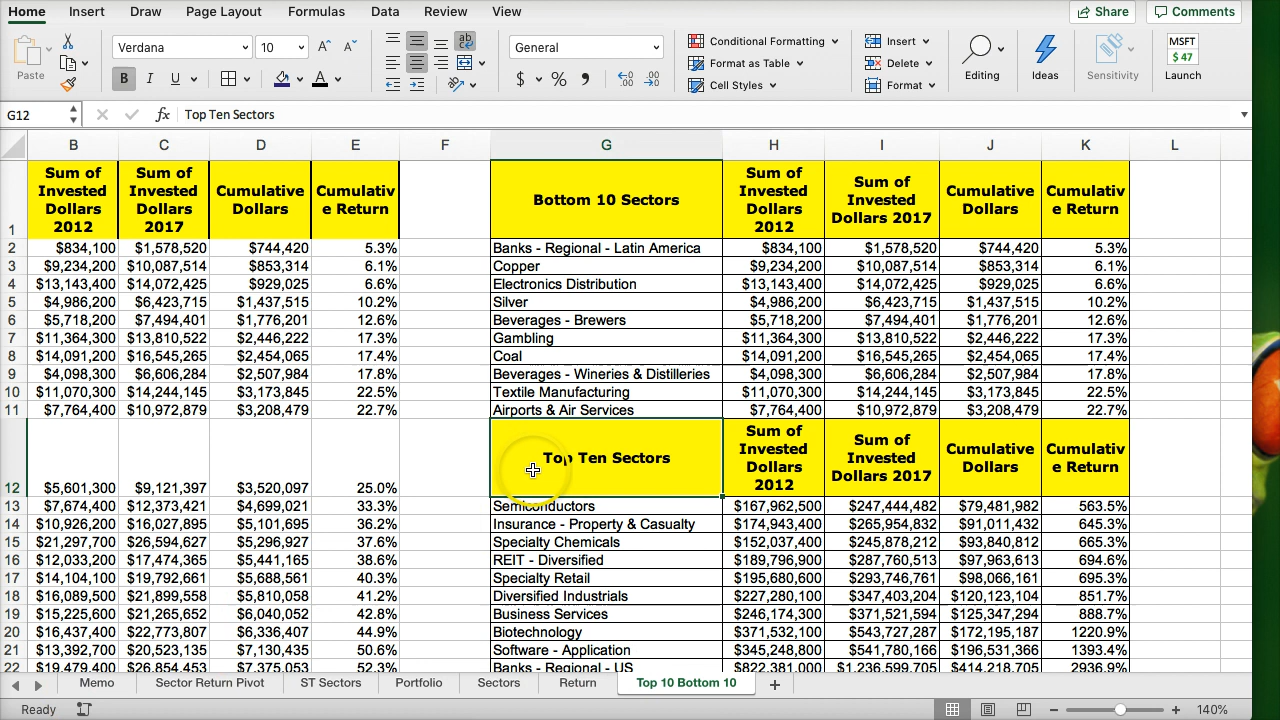 Home Insert Draw Page Layout Formulas Data Review View Share Comments
Paste Verdana 10 B I U A General $ % Conditional Formatting Format as Table Cell Styles Insert Delete Format Editing Ideas Sensitivity MSFT $ 47 Launch
G12 fx Top Ten Sectors
B C D E F G H I J K L
1 Sum of Invested Dollars 2012 Sum of Invested Dollars 2017 Cumulative Dollars Cumulativ e Return Bottom 10 Sectors Sum of Invested Dollars 2012 Sum of Invested Dollars 2017 Cumulative Dollars Cumulativ e Return
2 $834,100 $1,578,520 $744,420 5.3% Banks - Regional - Latin America $834,100 $1,578,520 $744,420 5.3%
3 $9,234,200 $10,087,514 $853,314 6.1% Copper $9,234,200 $10,087,514 $853,314 6.1%
4 $13,143,400 $14,072,425 $929,025 6.6% Electronics Distribution $13,143,400 $14,072,425 $929,025 6.6%
5 $4,986,200 $6,423,715 $1,437,515 10.2% Silver $4,986,200 $6,423,715 $1,437,515 10.2%
6 $5,718,200 $7,494,401 $1,776,201 12.6% Beverages - Brewers $5,718,200 $7,494,401 $1,776,201 12.6%
7 $11,364,300 $13,810,522 $2,446,222 17.3% Gambling $11,364,300 $13,810,522 $2,446,222 17.3%
8 $14,091,200 $16,545,265 $2,454,065 17.4% Coal $14,091,200 $16,545,265 $2,454,065 17.4%
9 $4,098,300 $6,606,284 $2,507,984 17.8% Beverages - Wineries & Distilleries $4,098,300 $6,606,284 $2,507,984 17.8%
10 $11,070,300 $14,244,145 $3,173,845 22.5% Textile Manufacturing $11,070,300 $14,244,145 $3,173,845 22.5%
11 $7,764,400 $10,972,879 $3,208,479 22.7% Airports & Air Services $7,764,400 $10,972,879 $3,208,479 22.7%
12 $5,601,300 $9,121,397 $3,520,097 25.0% Top Ten Sectors Sum of Invested Dollars 2012 Sum of Invested Dollars 2017 Cumulative Dollars Cumulativ e Return
13 $7,674,400 $12,373,421 $4,699,021 33.3% Semiconductors $167,962,500 $247,444,482 $79,481,982 563.5%
14 $10,926,200 $16,027,895 $5,101,695 36.2% Insurance - Property & Casualty $174,943,400 $265,954,832 $91,011,432 645.3%
15 $21,297,700 $26,594,627 $5,296,927 37.6% Specialty Chemicals $152,037,400 $245,878,212 $93,840,812 665.3%
16 $12,033,200 $17,474,365 $5,441,165 38.6% REIT - Diversified $189,796,900 $287,760,513 $97,963,613 694.6%
17 $14,104,100 $19,792,661 $5,688,561 40.3% Specialty Retail $195,680,600 $293,746,761 $98,066,161 695.3%
18 $16,089,500 $21,899,558 $5,810,058 41.2% Diversified Industrials $227,280,100 $347,403,204 $120,123,104 851.7%
19 $15,225,600 $21,265,652 $6,040,052 42.8% Business Services $246,174,300 $371,521,594 $125,347,294 888.7%
20 $16,437,400 $22,773,807 $6,336,407 44.9% Biotechnology $371,532,100 $543,727,287 $172,195,187 1220.9%
21 $13,392,700 $20,523,135 $7,130,435 50.6% Software - Application $345,248,800 $541,780,166 $196,531,366 1393.4%
22 $19,479,400 $26,854,453 $7,375,053 52.3% Banks - Regional - US $822,381,000 $1,236,599,705 $414,218,705 2936.9%
Memo Sector Return Pivot ST Sectors Portfolio Sectors Return Top 10 Bottom 10 +
Ready 140%